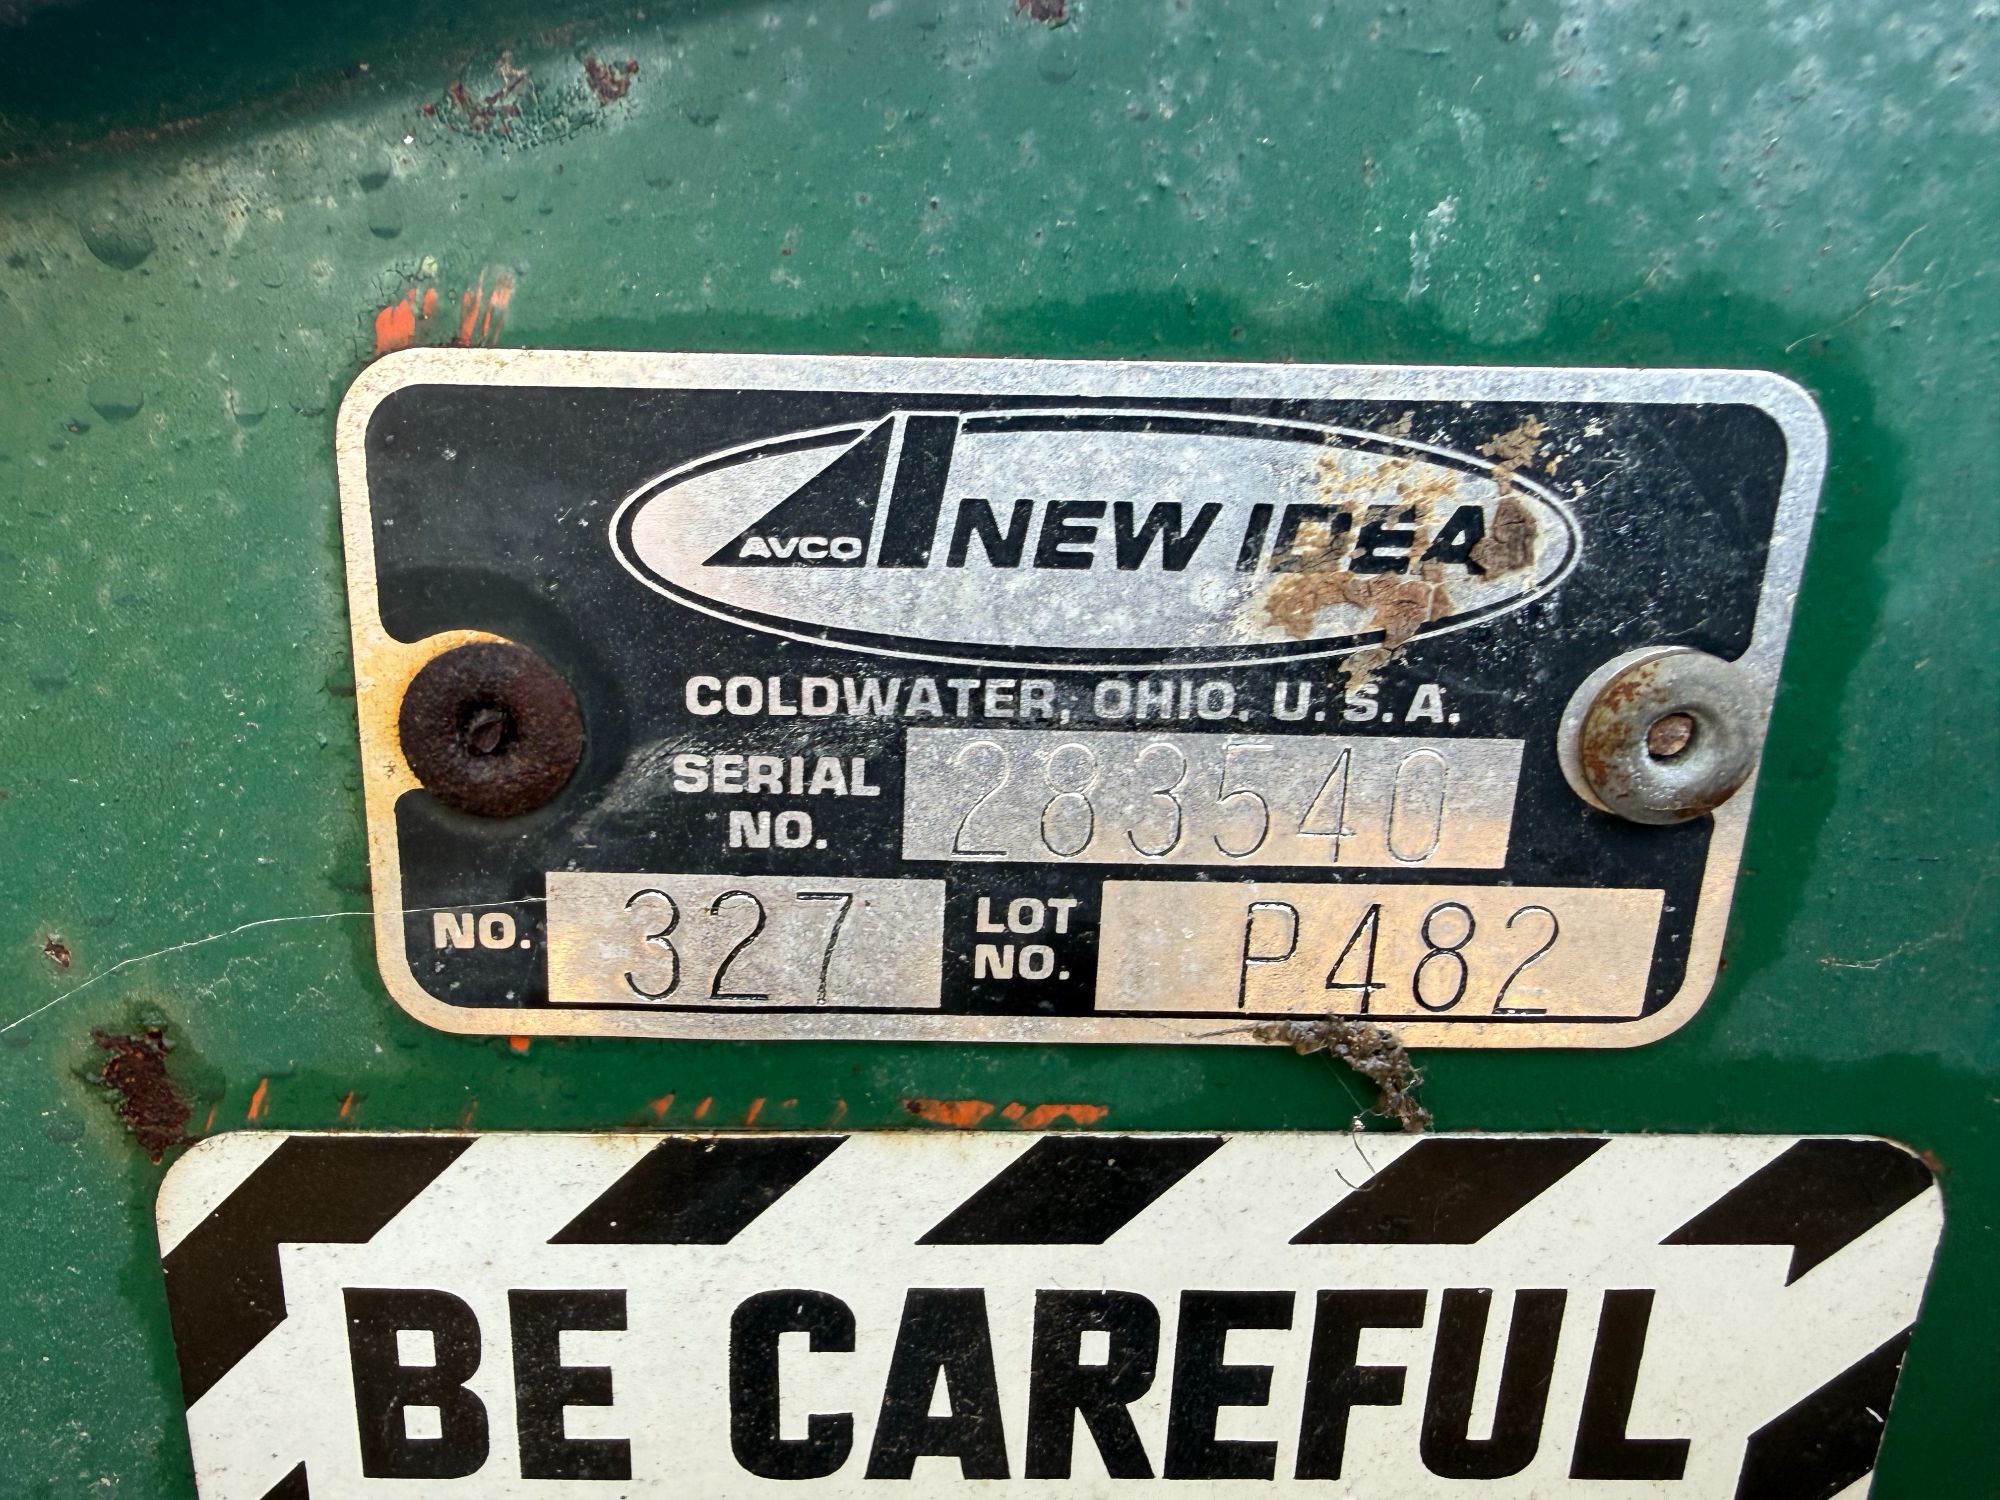 AVCO NEW IDEA
COLDWATER, OHIO, U.S.A.
SERIAL NO. 283540
NO. 327 LOT NO. P482
BE CAREFUL